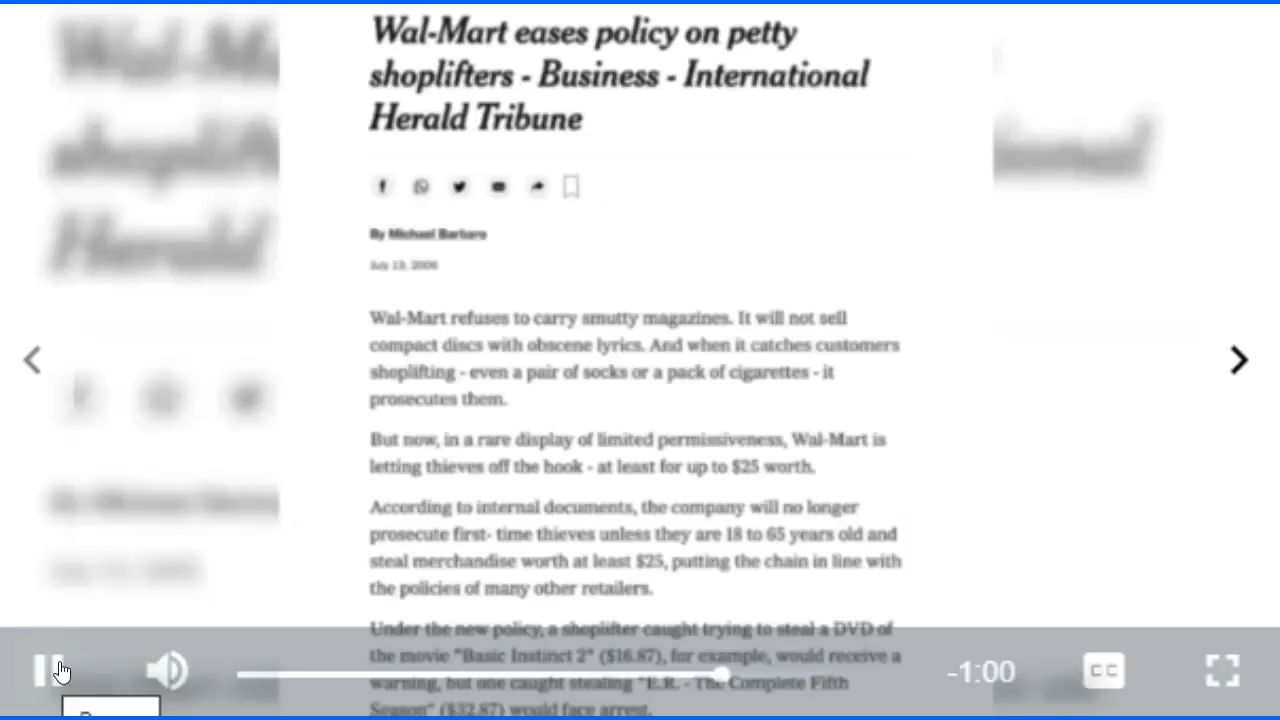 Wal-Mart eases policy on petty
shoplifters - Business - International
Herald Tribune
By Michael Barbaro
July 13, 2006
Wal-Mart refuses to carry smutty magazines. It will not sell
compact discs with obscene lyrics. And when it catches customers
shoplifting - even a pair of socks or a pack of cigarettes - it
prosecutes them.
But now, in a rare display of limited permissiveness, Wal-Mart is
letting thieves off the hook - at least for up to $25 worth.
According to internal documents, the company will no longer
prosecute first- time thieves unless they are 18 to 65 years old and
steal merchandise worth at least $25, putting the chain in line with
the policies of many other retailers.
Under the new policy, a shoplifter caught trying to steal a DVD of
the movie "Basic Instinct 2" ($16.87), for example, would receive a
warning, but one caught stealing "E.R. - The Complete Fifth
Season" ($32.87) would face arrest.
-1:00
CC